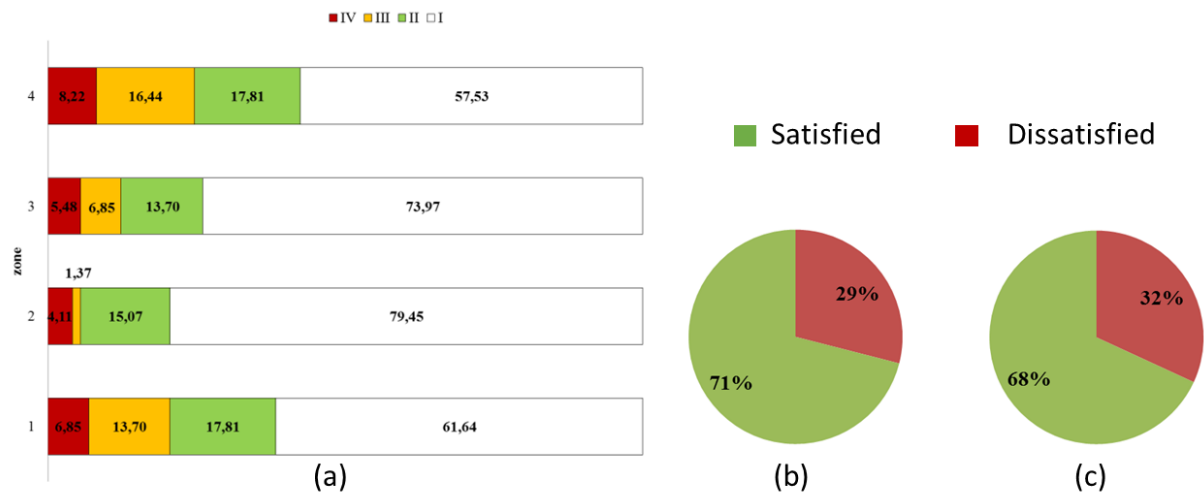 IV III II I
4 8,22 16,44 17,81 57,53
3 5,48 6,85 13,70 73,97
zone
1,37
2 4,11 15,07 79,45
1 6,85 13,70 17,81 61,64
(a)
Satisfied Dissatisfied
29%
71%
(b)
32%
68%
(c)